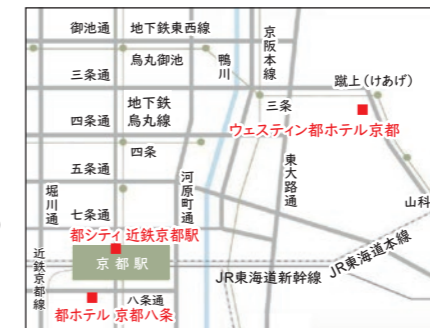 御池通
地下鉄東西線
烏丸御池
鴨川
京阪本線
蹴上(けあげ)
三条通
地下鉄
烏丸線
三条
ウェスティン都ホテル京都
四条通
四条
五条通
堀川通
河原町通
東大路通
山科
七条通
都シティ 近鉄京都駅
京都駅
近鉄京都線
JR東海道新幹線
JR東海道本線
八条通
都ホテル 京都八条